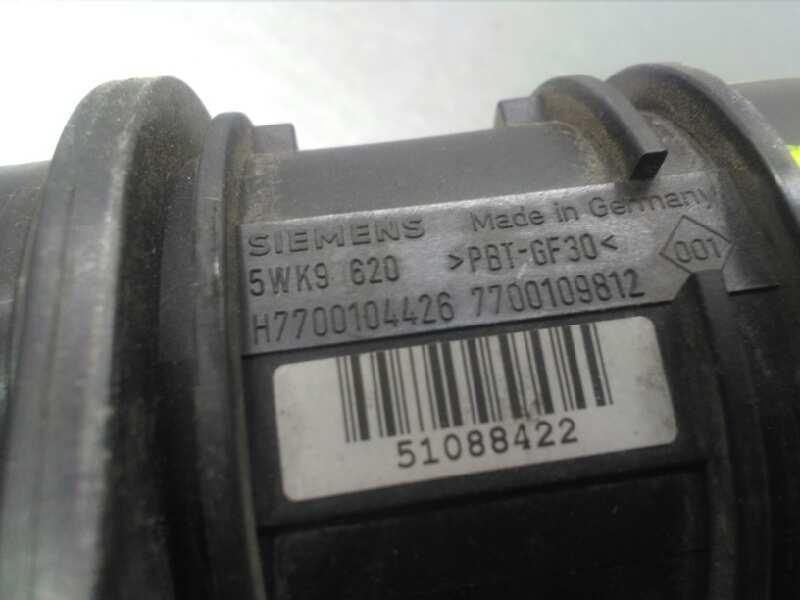 SIEMENS Made in Germany
5WK9 620 >PBT-GF30< 001
H7700104426 7700109812
51088422